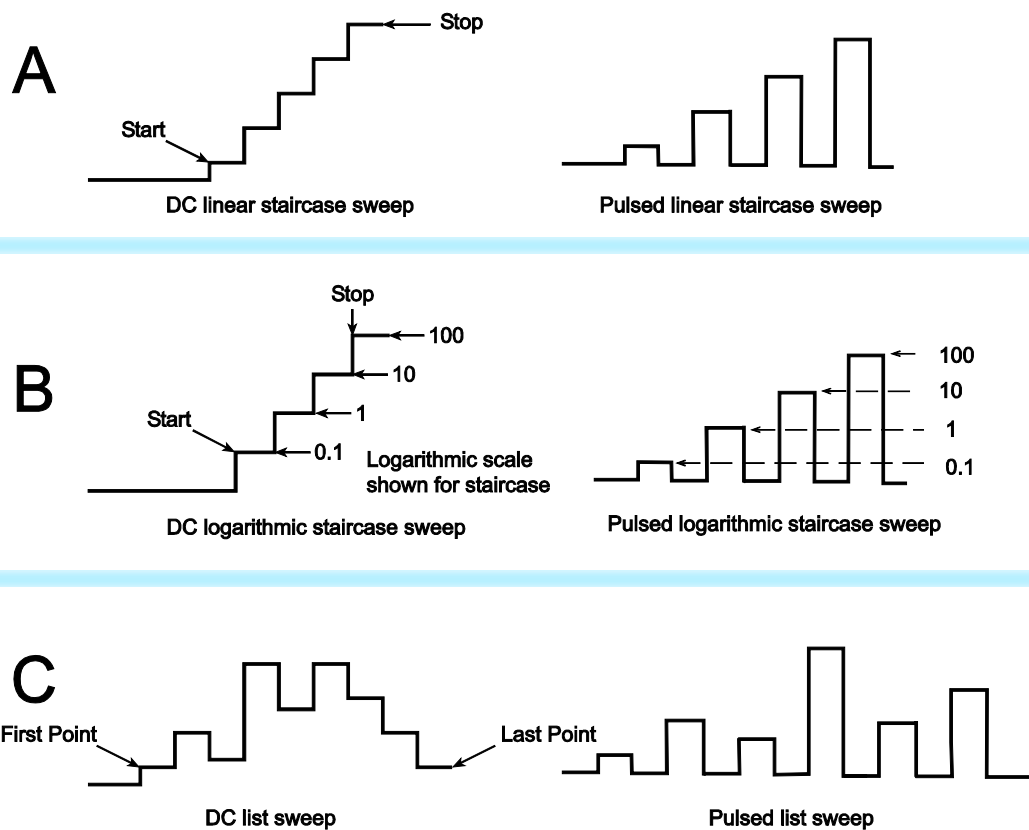 A
Stop
Start
DC linear staircase sweep
Pulsed linear staircase sweep
B
Stop
100
10
Start
1
0.1
Logarithmic scale
shown for staircase
DC logarithmic staircase sweep
100
10
1
0.1
Pulsed logarithmic staircase sweep
C
First Point
Last Point
DC list sweep
Pulsed list sweep